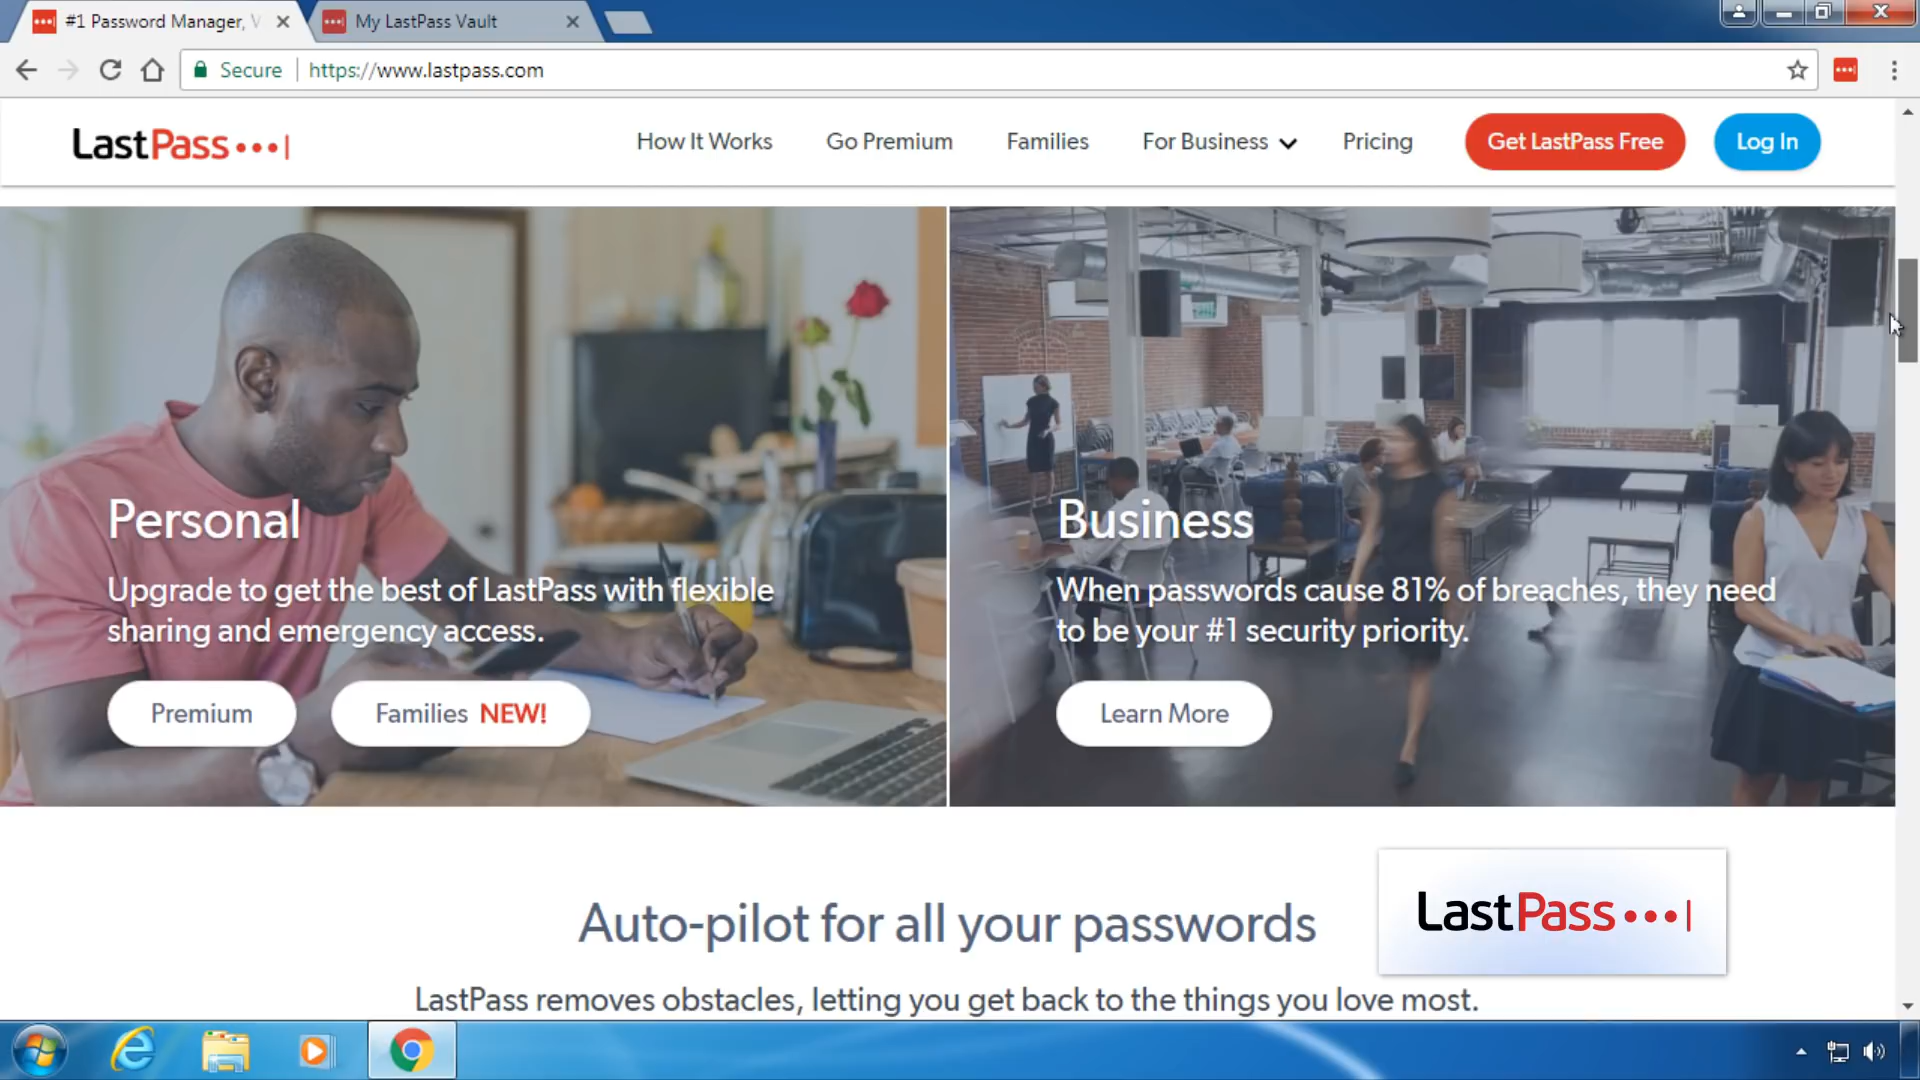 #1 Password Manager, V
My LastPass Vault
Secure
https://www.lastpass.com
LastPass
How It Works
Go Premium
Families
For Business
Pricing
Get LastPass Free
Log In
Personal
Upgrade to get the best of LastPass with flexible
sharing and emergency access.
Premium
Families NEW!
Business
When passwords cause 81% of breaches, they need
to be your #1 security priority.
Learn More
Auto-pilot for all your passwords
LastPass removes obstacles, letting you get back to the things you love most.
LastPass